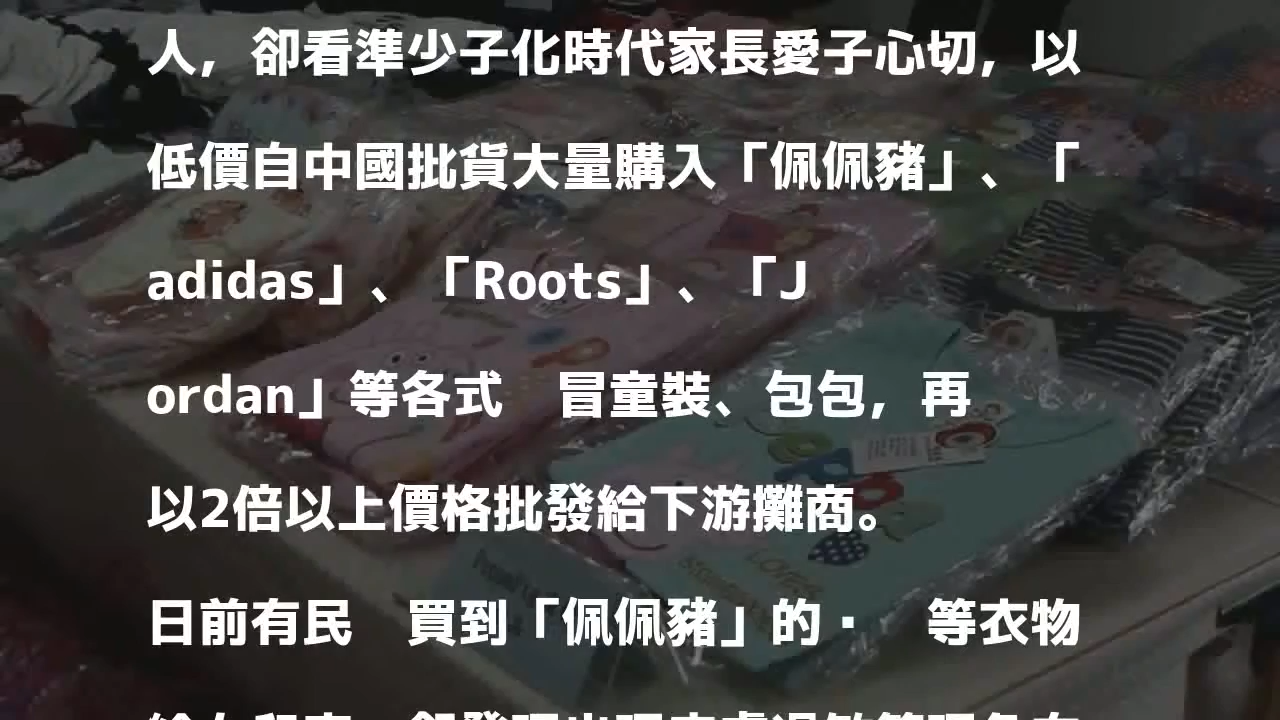 人，卻看準少子化時代家長愛子心切，以
低價自中國批貨大量購入「佩佩豬」、「
adidas」、「Roots」、「J
ordan」等各式　冒童裝、包包，再
以2倍以上價格批發給下游攤商。
日前有民　買到「佩佩豬」的·　等衣物